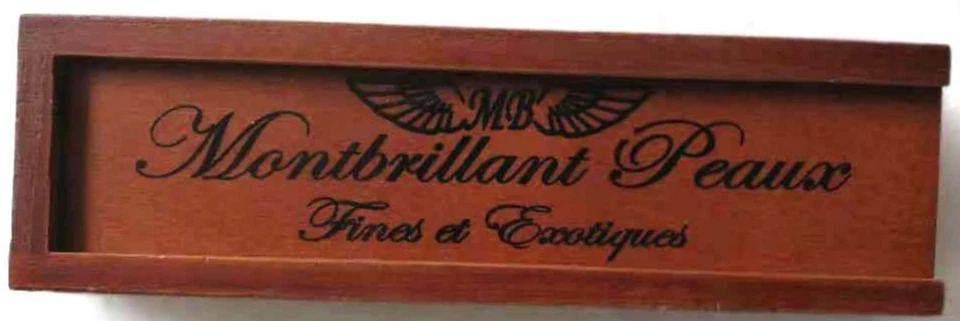 MB
Montbrillant Peaux
Fines et Exotiques